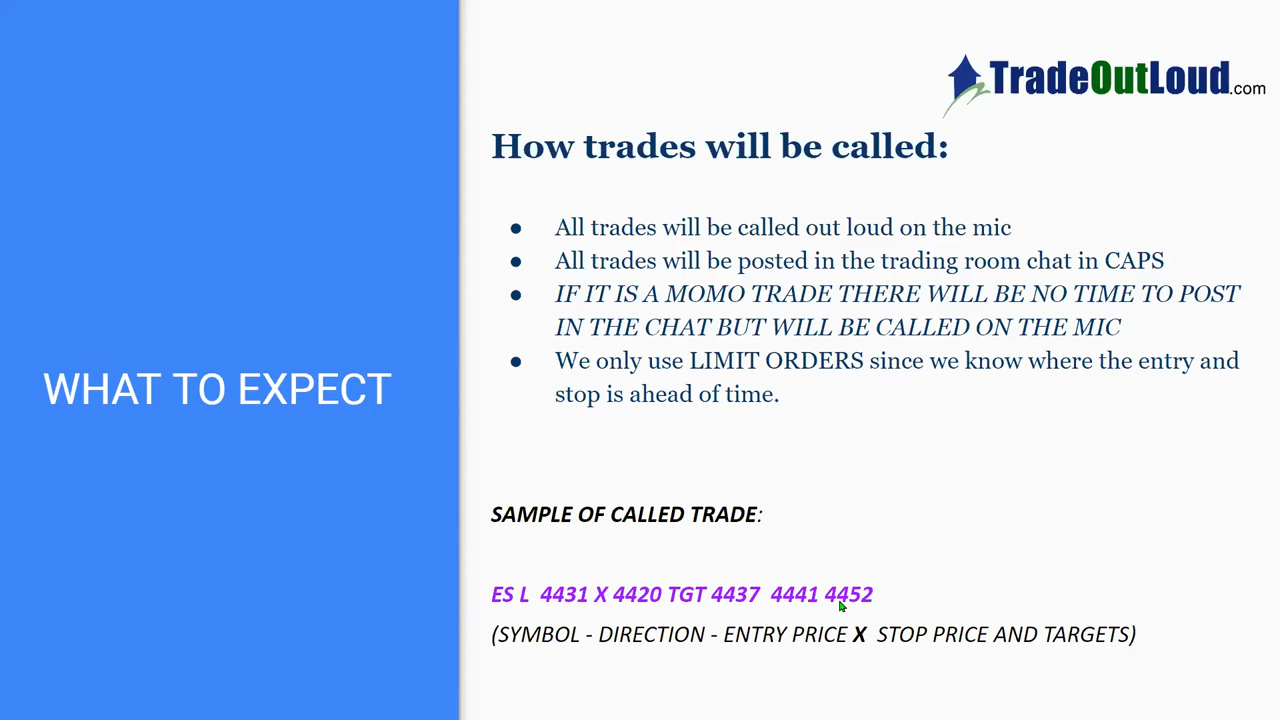 TradeOutLoud.com
How trades will be called:
● All trades will be called out loud on the mic
● All trades will be posted in the trading room chat in CAPS
● IF IT IS A MOMO TRADE THERE WILL BE NO TIME TO POST
IN THE CHAT BUT WILL BE CALLED ON THE MIC
● We only use LIMIT ORDERS since we know where the entry and
stop is ahead of time.
WHAT TO EXPECT
SAMPLE OF CALLED TRADE:
ES L 4431 X 4420 TGT 4437 4441 4452
(SYMBOL - DIRECTION - ENTRY PRICE X STOP PRICE AND TARGETS)